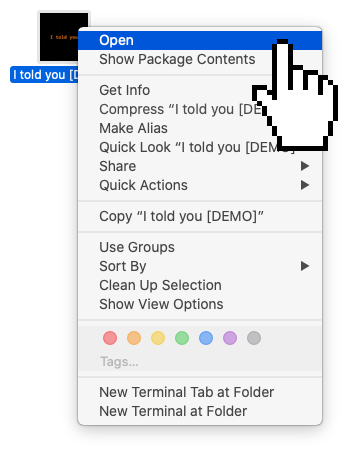 I told you
I told you [D
Open
Show Package Contents
Get Info
Compress “I told you [DE
Make Alias
Quick Look “I told you [DEMO]
Share
Quick Actions
Copy “I told you [DEMO]”
Use Groups
Sort By
Clean Up Selection
Show View Options
Tags...
New Terminal Tab at Folder
New Terminal at Folder